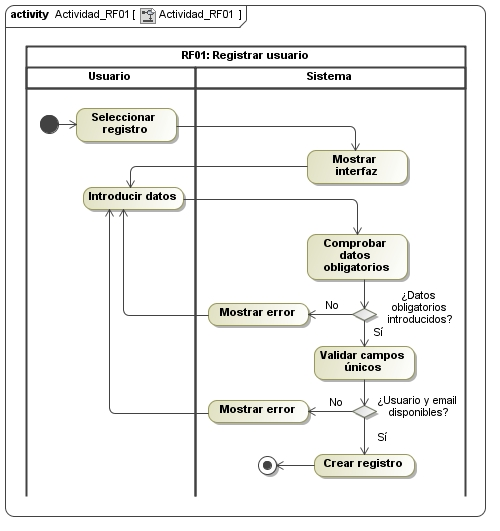 activity Actividad_RF01 [ Actividad_RF01 ]
RF01: Registrar usuario
Usuario
Sistema
Seleccionar
registro
Mostrar
interfaz
Introducir datos
Comprobar
datos
obligatorios
¿Datos
obligatorios
introducidos?
No
Mostrar error
Sí
Validar campos
únicos
¿Usuario y email
disponibles?
No
Mostrar error
Sí
Crear registro